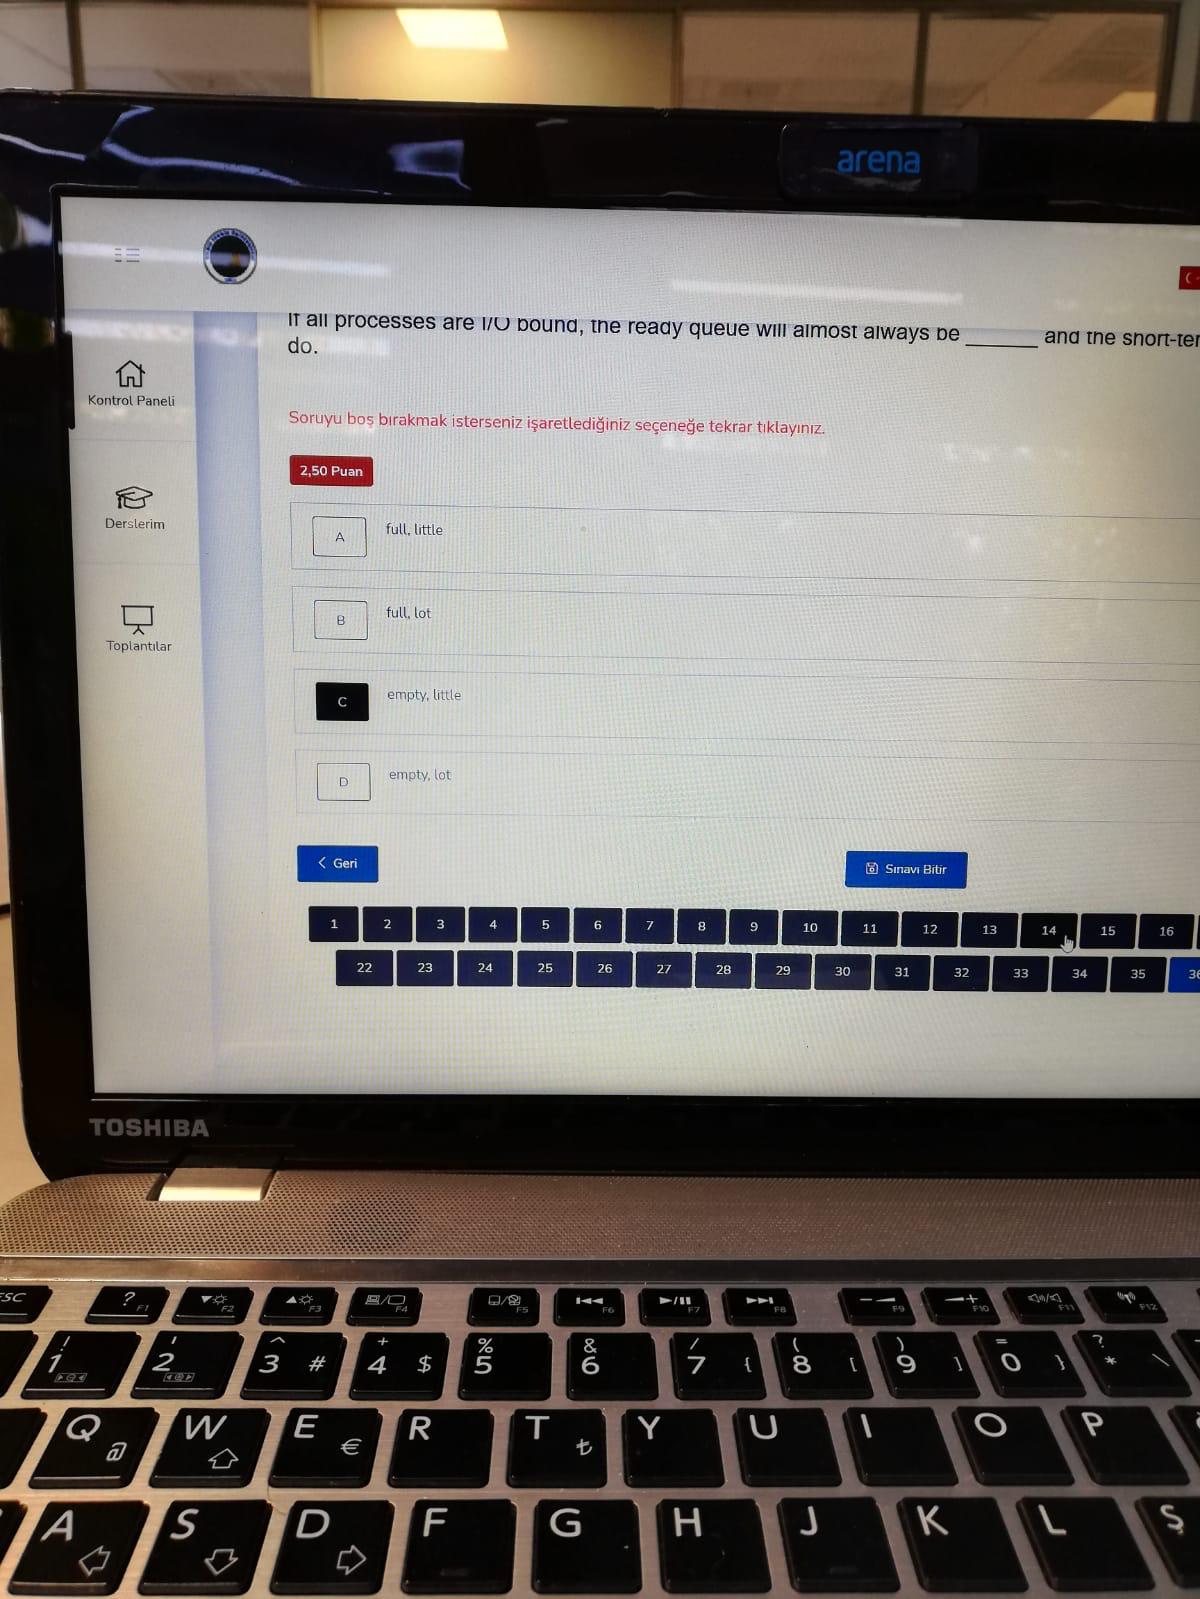 arena
If all processes are I/O bound, the ready queue will almost always be ______ and the short-ter
do.
Kontrol Paneli
Soruyu boş bırakmak isterseniz işaretlediğiniz seçeneğe tekrar tıklayınız.
2,50 Puan
Derslerim
A full, little
B full, lot
Toplantılar
C empty, little
D empty, lot
< Geri
Sınavı Bitir
1 2 3 4 5 6 7 8 9 10 11 12 13 14 15 16
22 23 24 25 26 27 28 29 30 31 32 33 34 35 36
TOSHIBA
ESC ? F1 F2 F3 F4 F5 F6 F7 F8 F9 F10 F11 F12
! 1 ' 2 ^ 3 # + 4 $ % 5 & 6 / 7 { ( 8 [ ) 9 ] = 0 } ? * \
Q @ W E € R T ₺ Y U I O P
A S D F G H J K L Ş